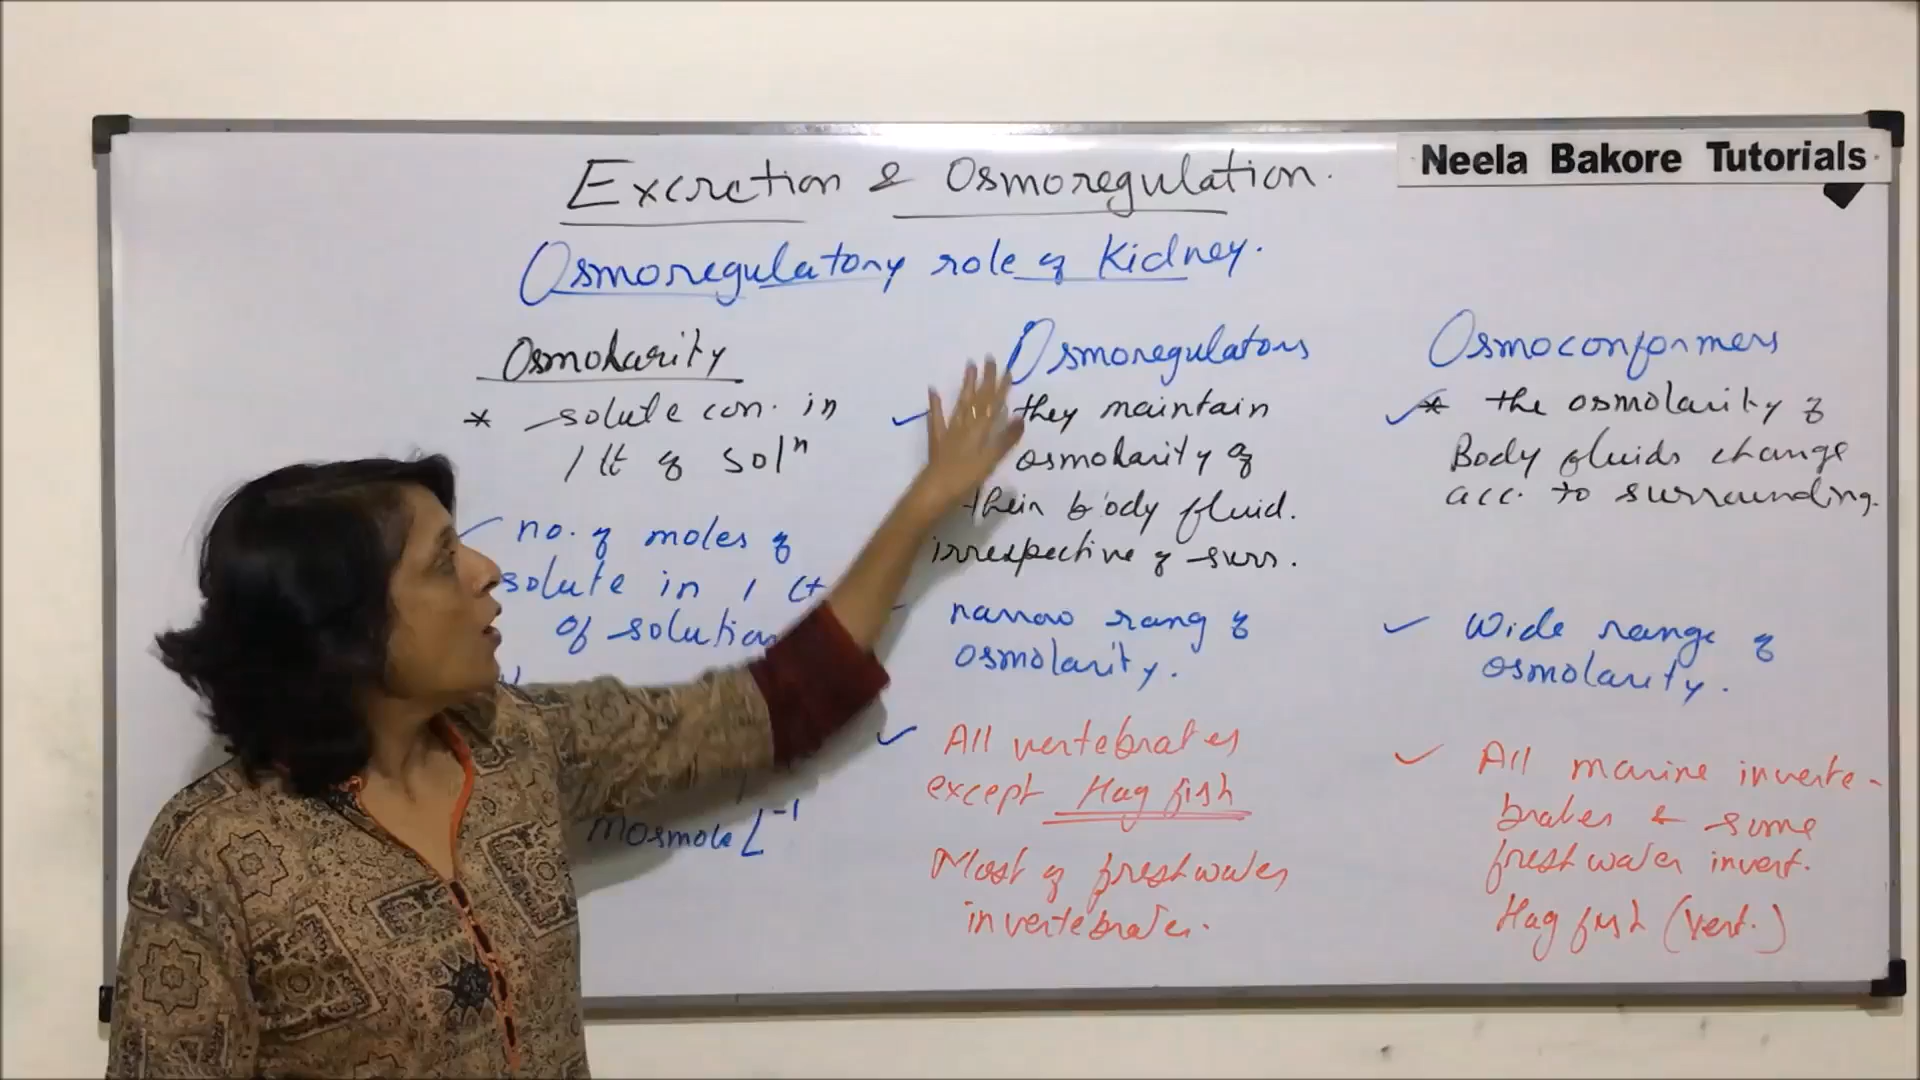 Neela Bakore Tutorials
Excretion & Osmoregulation.
Osmoregulatory role of Kidney.
Osmolarity
* solute con. in
1 lt of solⁿ
no. of moles of
solute in 1 lt
of solution
mosmole L⁻¹
Osmoregulators
they maintain
osmolarity of
their body fluid.
irrespective of surr.
narrow rang of
osmolarity.
All vertebrates
except Hag fish
Most of freshwater
invertebrates.
Osmoconformers
* the osmolarity of
Body fluids change
acc. to surrounding.
Wide range of
osmolarity.
All marine inverte-
brates & some
freshwater invert.
Hag fish (vert.)